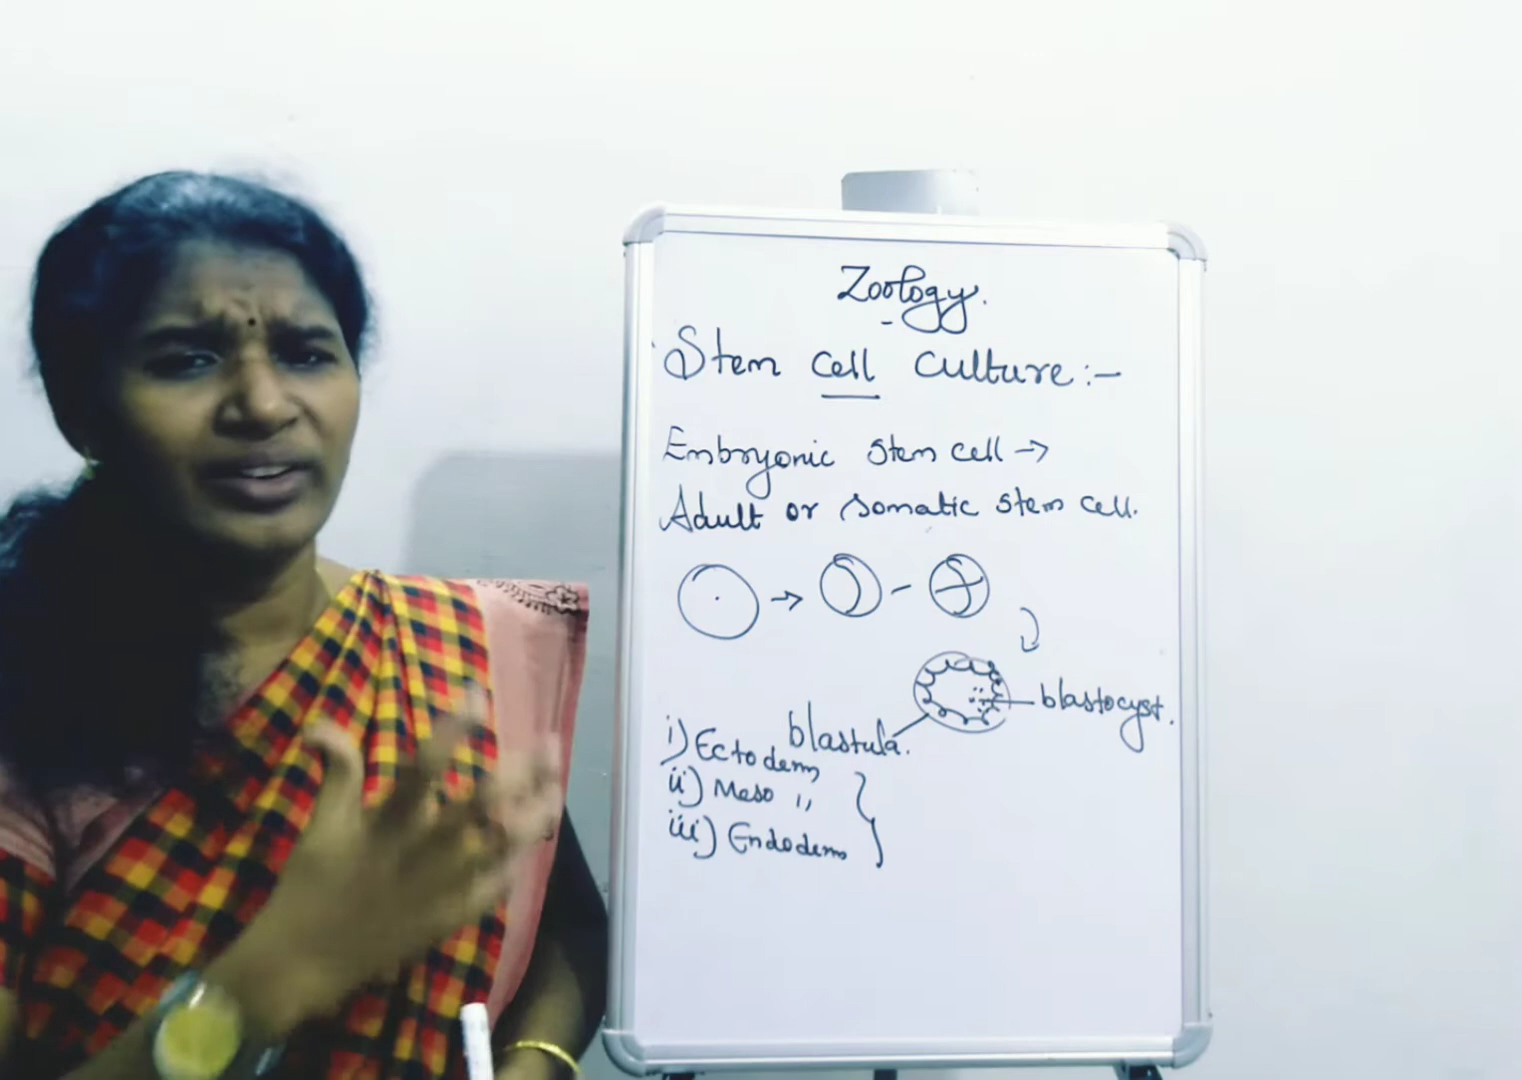 Zoology.
Stem Cell Culture:-
Embryonic Stem cell →
Adult or Somatic Stem cell.
blastocyst.
blastula.
i) Ectoderm
ii) Meso 〃
iii) Endoderm